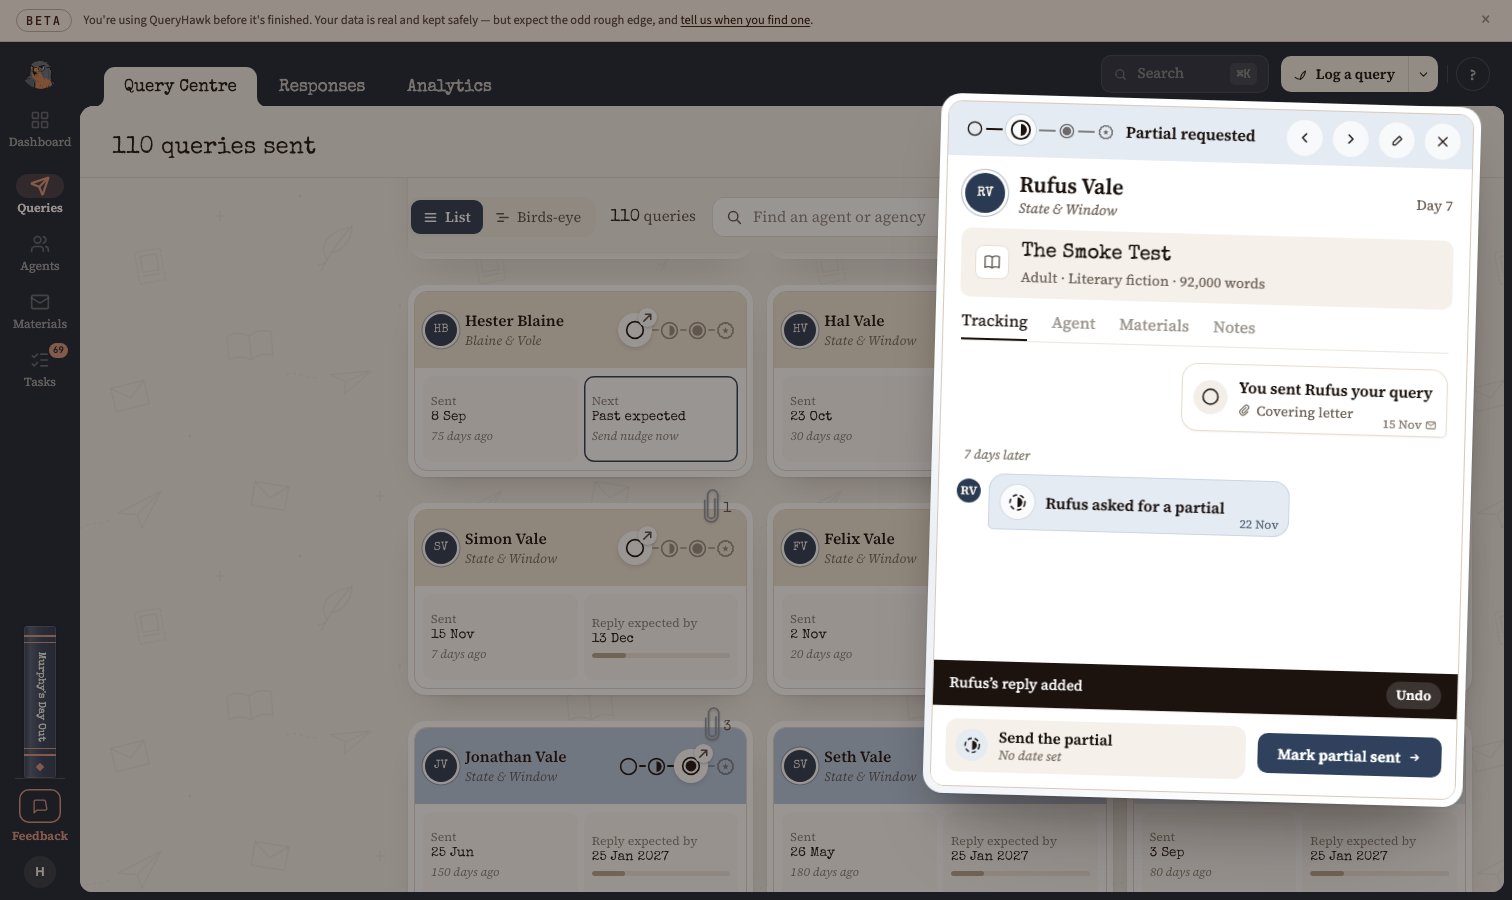 BETA
You're using QueryHawk before it's finished. Your data is real and kept safely — but expect the odd rough edge, and tell us when you find one.
Query Centre
Responses
Analytics
Search
⌘K
Log a query
?
Dashboard
Queries
Agents
Materials
69
Tasks
Murphy's Day Out
Feedback
H
110 queries sent
List
Birds-eye
110 queries
Find an agent or agency
HB
Hester Blaine
Blaine & Vole
Sent
8 Sep
75 days ago
Next
Past expected
Send nudge now
HV
Hal Vale
State & Window
Sent
23 Oct
30 days ago
1
SV
Simon Vale
State & Window
Sent
15 Nov
7 days ago
Reply expected by
13 Dec
FV
Felix Vale
State & Window
Sent
2 Nov
20 days ago
3
JV
Jonathan Vale
State & Window
Sent
25 Jun
150 days ago
Reply expected by
25 Jan 2027
SV
Seth Vale
State & Window
Sent
26 May
180 days ago
Reply expected by
25 Jan 2027
Sent
3 Sep
80 days ago
Reply expected by
25 Jan 2027
Partial requested
RV
Rufus Vale
State & Window
Day 7
The Smoke Test
Adult · Literary fiction · 92,000 words
Tracking
Agent
Materials
Notes
You sent Rufus your query
Covering letter
15 Nov
7 days later
RV
Rufus asked for a partial
22 Nov
Rufus's reply added
Undo
Send the partial
No date set
Mark partial sent →